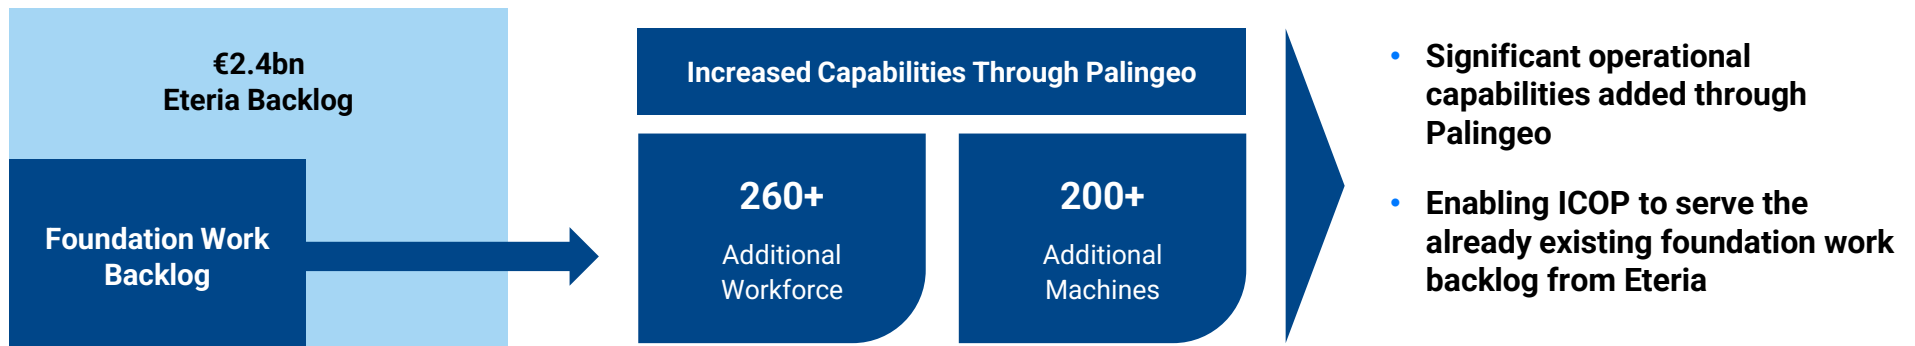 €2.4bn
Eteria Backlog
Foundation Work
Backlog
Increased Capabilities Through Palingeo
260+
Additional
Workforce
200+
Additional
Machines
• Significant operational
capabilities added through
Palingeo
• Enabling ICOP to serve the
already existing foundation work
backlog from Eteria